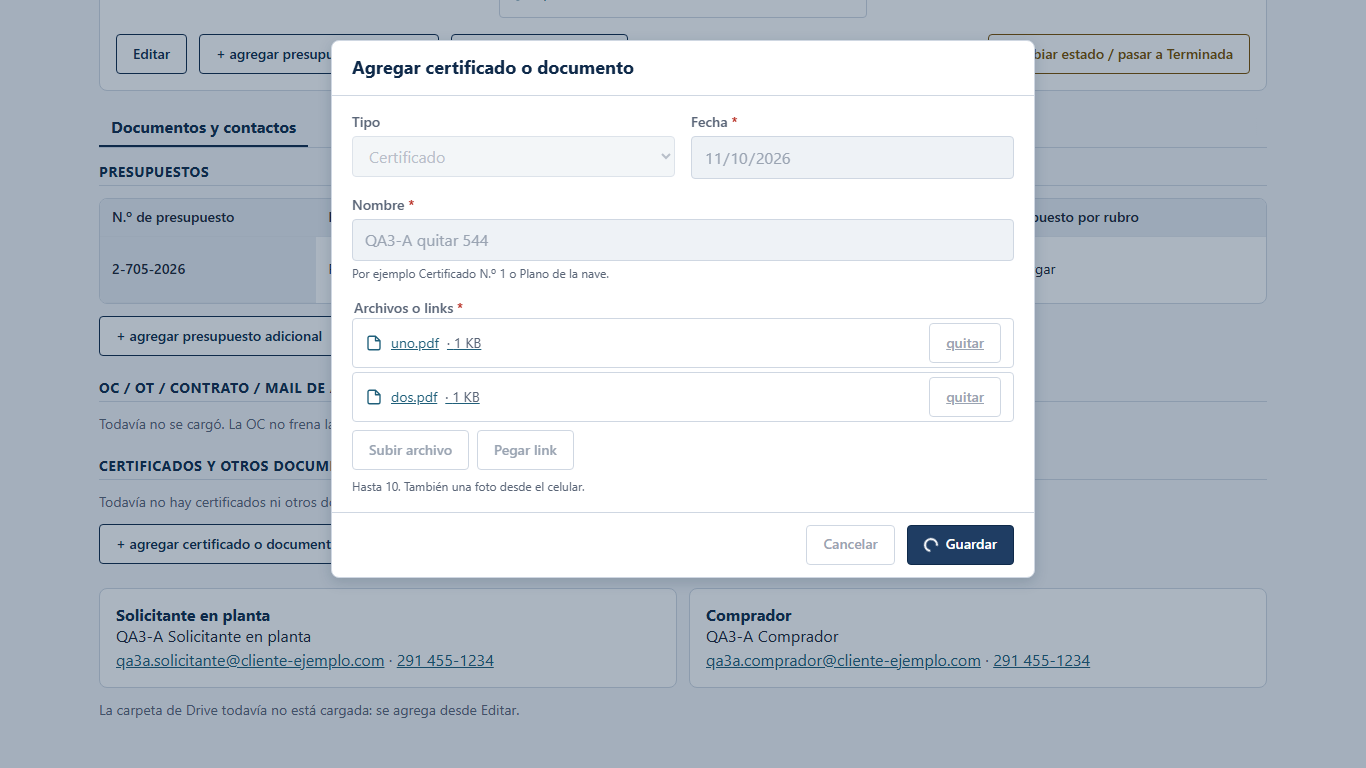 Editar
+ agregar presupu
biar estado / pasar a Terminada
Agregar certificado o documento
Tipo
Fecha *
Certificado
11/10/2026
Nombre *
QA3-A quitar 544
Por ejemplo Certificado N.º 1 o Plano de la nave.
Archivos o links *
uno.pdf · 1 KB
quitar
dos.pdf · 1 KB
quitar
Subir archivo
Pegar link
Hasta 10. También una foto desde el celular.
Cancelar
Guardar
Documentos y contactos
PRESUPUESTOS
N.º de presupuesto
puesto por rubro
2-705-2026
gar
+ agregar presupuesto adicional
OC / OT / CONTRATO / MAIL DE
Todavía no se cargó. La OC no frena la
CERTIFICADOS Y OTROS DOCUM
Todavía no hay certificados ni otros d
+ agregar certificado o document
Solicitante en planta
QA3-A Solicitante en planta
qa3a.solicitante@cliente-ejemplo.com · 291 455-1234
Comprador
QA3-A Comprador
qa3a.comprador@cliente-ejemplo.com · 291 455-1234
La carpeta de Drive todavía no está cargada: se agrega desde Editar.